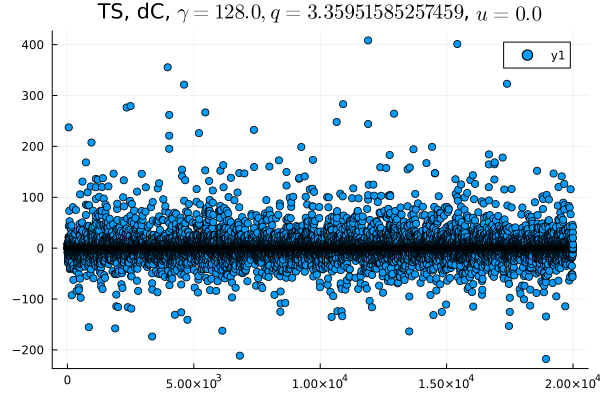 TS, dC, γ = 128.0, q = 3.35951585257459, u = 0.0
y1
400
300
200
100
0
−100
−200
0 5.00×10³ 1.00×10⁴ 1.50×10⁴ 2.00×10⁴